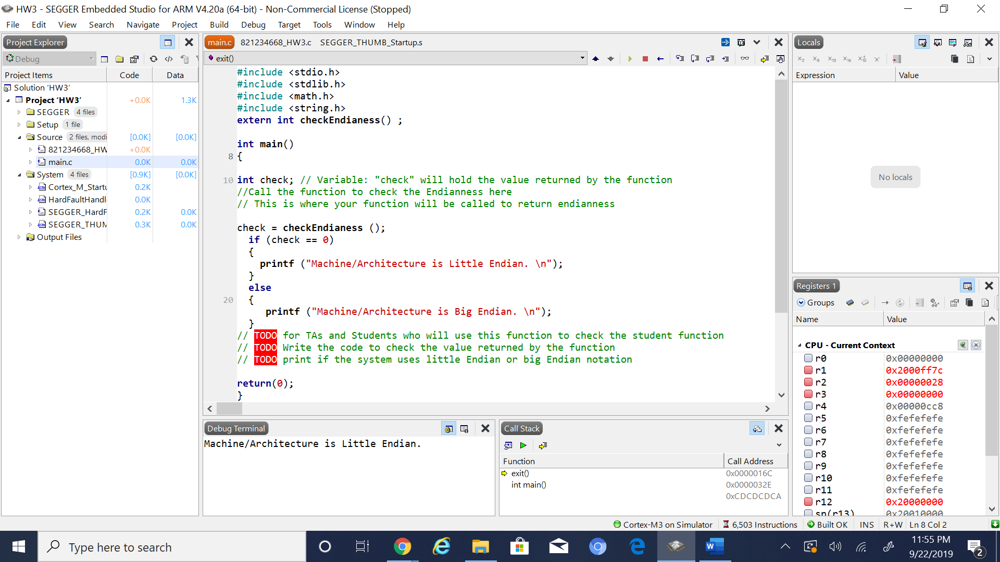 HW3 - SEGGER Embedded Studio for ARM V4.20a (64-bit) - Non-Commercial License (Stopped)
File Edit View Search Navigate Project Build Debug Target Tools Window Help
Project Explorer
Debug
Project Items Code Data
Solution 'HW3'
Project 'HW3' +0.0K 1.3K
SEGGER 4 files
Setup 1 file
Source 2 files, modi [0.0K] [0.0K]
821234668_HW +0.0K
main.c 0.0K 0.0K
System 4 files [0.9K] [0.0K]
Cortex_M_Startu 0.2K
HardFaultHandl 0.0K
SEGGER_HardF 0.2K 0.0K
SEGGER_THUM 0.3K 0.0K
Output Files
main.c 821234668_HW3.c SEGGER_THUMB_Startup.s
exit()
#include <stdio.h>
#include <stdlib.h>
#include <math.h>
#include <string.h>
extern int checkEndianess() ;
int main()
8 {
10 int check; // Variable: "check" will hold the value returned by the function
//Call the function to check the Endianness here
// This is where your function will be called to return endianness
check = checkEndianess ();
if (check == 0)
{
printf ("Machine/Architecture is Little Endian. \n");
}
else
20 {
printf ("Machine/Architecture is Big Endian. \n");
}
// TODO for TAs and Students who will use this function to check the student function
// TODO Write the code to check the value returned by the function
// TODO print if the system uses little Endian or big Endian notation
return(0);
}
Debug Terminal
Machine/Architecture is Little Endian.
Call Stack
Function Call Address
exit() 0x0000016C
int main() 0x0000032E
0xCDCDCDCA
Locals
x2 x8 x10 x16 x±10 'x'
Expression Value
No locals
Registers 1
Groups
Name Value
CPU - Current Context
r0 0x00000000
r1 0x2000ff7c
r2 0x00000028
r3 0x00000000
r4 0x00000cc8
r5 0xfefefefe
r6 0xfefefefe
r7 0xfefefefe
r8 0xfefefefe
r9 0xfefefefe
r10 0xfefefefe
r11 0xfefefefe
r12 0x20000000
sp(r13) 0x20010000
Cortex-M3 on Simulator 6,503 Instructions Built OK INS R+W Ln 8 Col 2
Type here to search
11:55 PM
9/22/2019
2